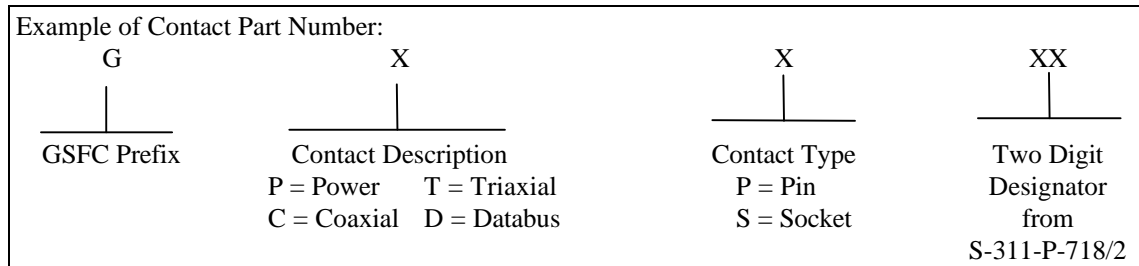 Example of Contact Part Number:
G X X XX
GSFC Prefix Contact Description Contact Type Two Digit
P = Power T = Triaxial P = Pin Designator
C = Coaxial D = Databus S = Socket from
S-311-P-718/2